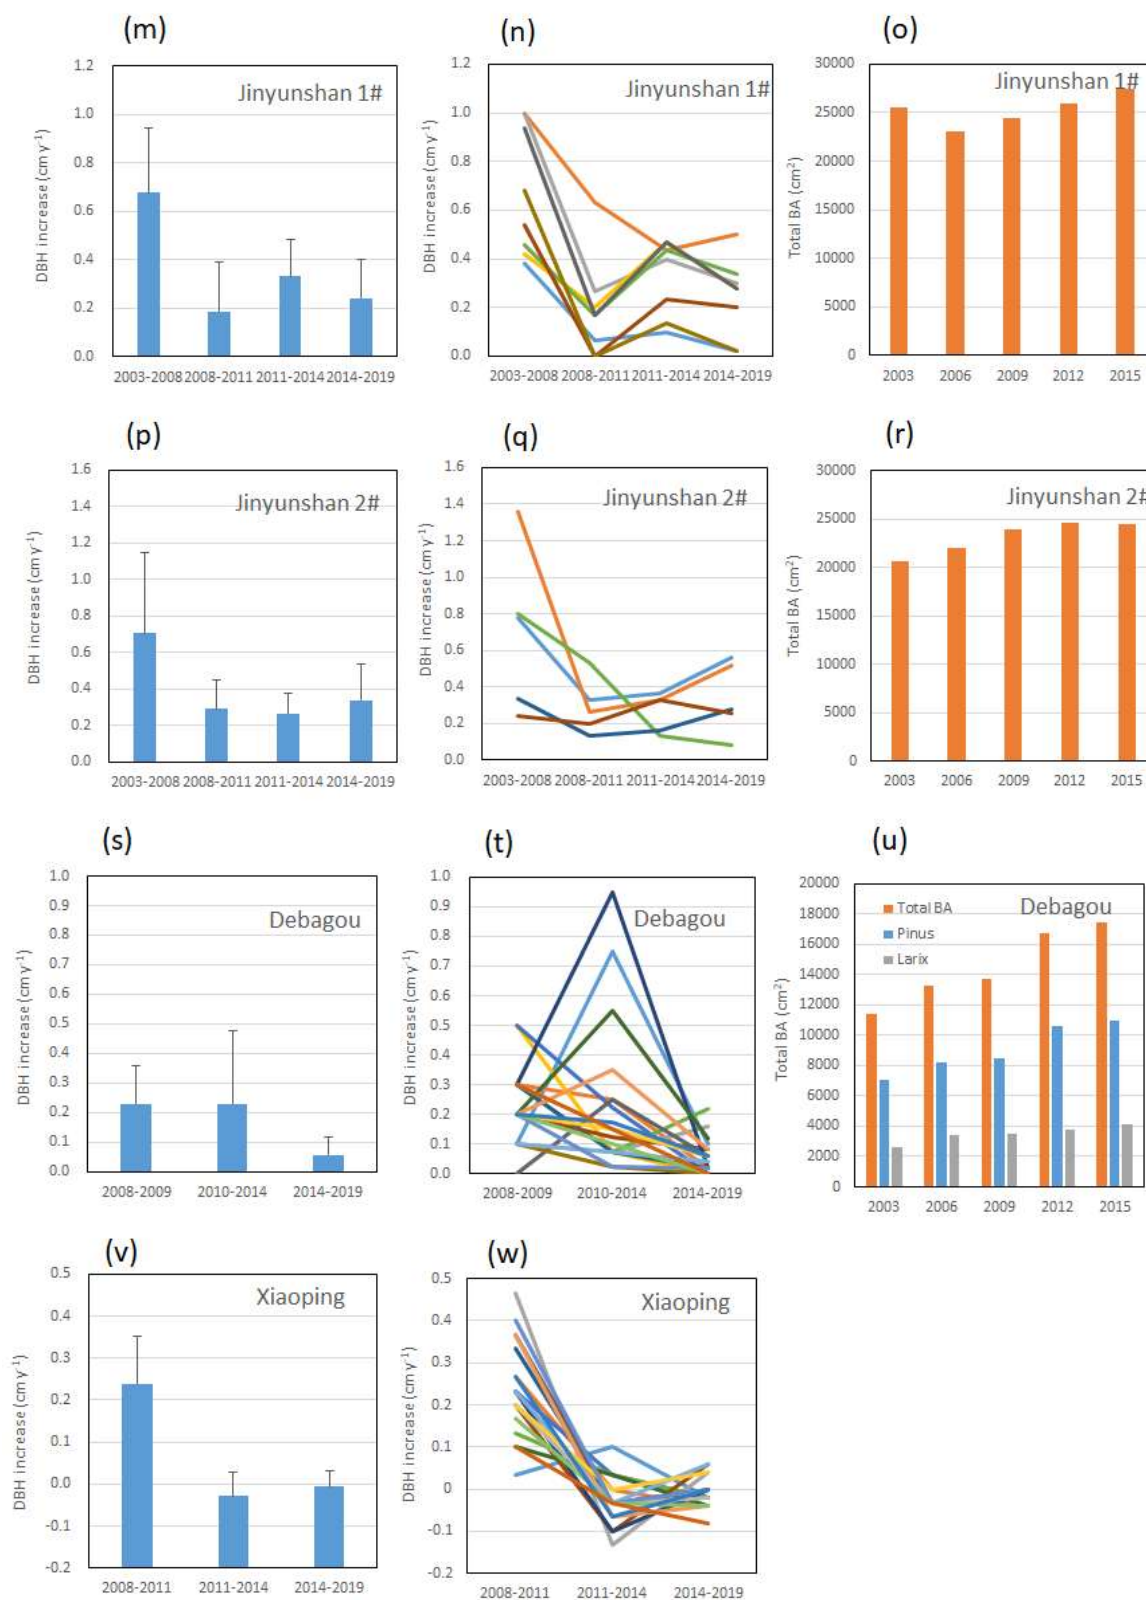 (m)
1.2
1.0
0.8
0.6
0.4
0.2
0.0
DBH increase (cm y-1)
Jinyunshan 1#
2003-2008 2008-2011 2011-2014 2014-2019
(n)
1.2
1.0
0.8
0.6
0.4
0.2
0.0
DBH increase (cm y-1)
Jinyunshan 1#
2003-2008 2008-2011 2011-2014 2014-2019
(o)
30000
25000
20000
15000
10000
5000
0
Total BA (cm2)
Jinyunshan 1#
2003 2006 2009 2012 2015
(p)
1.6
1.4
1.2
1.0
0.8
0.6
0.4
0.2
0.0
DBH increase (cm y-1)
Jinyunshan 2#
2003-2008 2008-2011 2011-2014 2014-2019
(q)
1.6
1.4
1.2
1.0
0.8
0.6
0.4
0.2
0.0
DBH increase (cm y-1)
Jinyunshan 2#
2003-2008 2008-2011 2011-2014 2014-2019
(r)
30000
25000
20000
15000
10000
5000
0
Total BA (cm2)
Jinyunshan 2#
2003 2006 2009 2012 2015
(s)
1.0
0.9
0.8
0.7
0.6
0.5
0.4
0.3
0.2
0.1
0.0
DBH increase (cm y-1)
Debagou
2008-2009 2010-2014 2014-2019
(t)
1.0
0.9
0.8
0.7
0.6
0.5
0.4
0.3
0.2
0.1
0.0
DBH increase (cm y-1)
Debagou
2008-2009 2010-2014 2014-2019
(u)
20000
18000
16000
14000
12000
10000
8000
6000
4000
2000
0
Total BA (cm2)
Debagou
Total BA
Pinus
Larix
2003 2006 2009 2012 2015
(v)
0.5
0.4
0.3
0.2
0.1
0.0
-0.1
-0.2
DBH increase (cm y-1)
Xiaoping
2008-2011 2011-2014 2014-2019
(w)
0.5
0.4
0.3
0.2
0.1
0
-0.1
-0.2
DBH increase (cm y-1)
Xiaoping
2008-2011 2011-2014 2014-2019